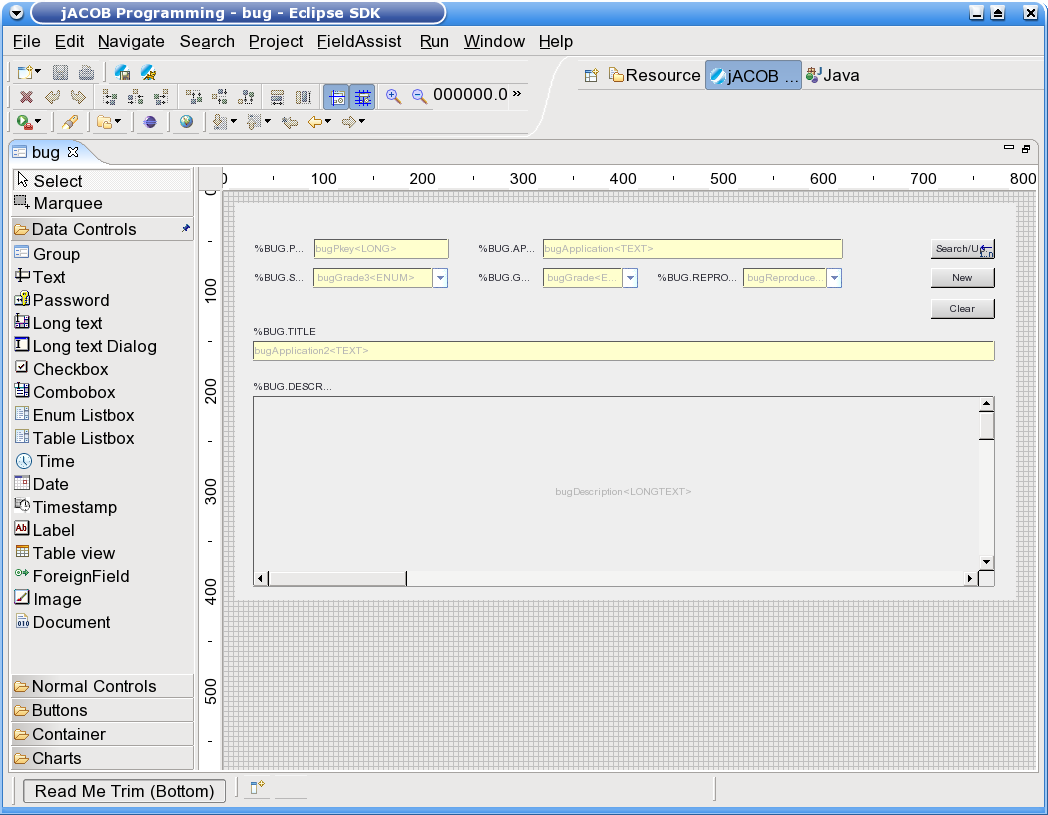 jACOB Programming - bug - Eclipse SDK
File Edit Navigate Search Project FieldAssist Run Window Help
Resource jACOB ... Java
000000.0 »
bug
0 100 200 300 400 500 600 700 800
Select
Marquee
Data Controls
Group
Text
Password
Long text
Long text Dialog
Checkbox
Combobox
Enum Listbox
Table Listbox
Time
Date
Timestamp
Label
Table view
ForeignField
Image
Document
Normal Controls
Buttons
Container
Charts
0
100
200
300
400
500
%BUG.P... bugPkey<LONG> %BUG.AP... bugApplication<TEXT> Search/U
%BUG.S... bugGrade3<ENUM> %BUG.G... bugGrade<E... %BUG.REPRO... bugReproduce... New
Clear
%BUG.TITLE
bugApplication2<TEXT>
%BUG.DESCR...
bugDescription<LONGTEXT>
Read Me Trim (Bottom)